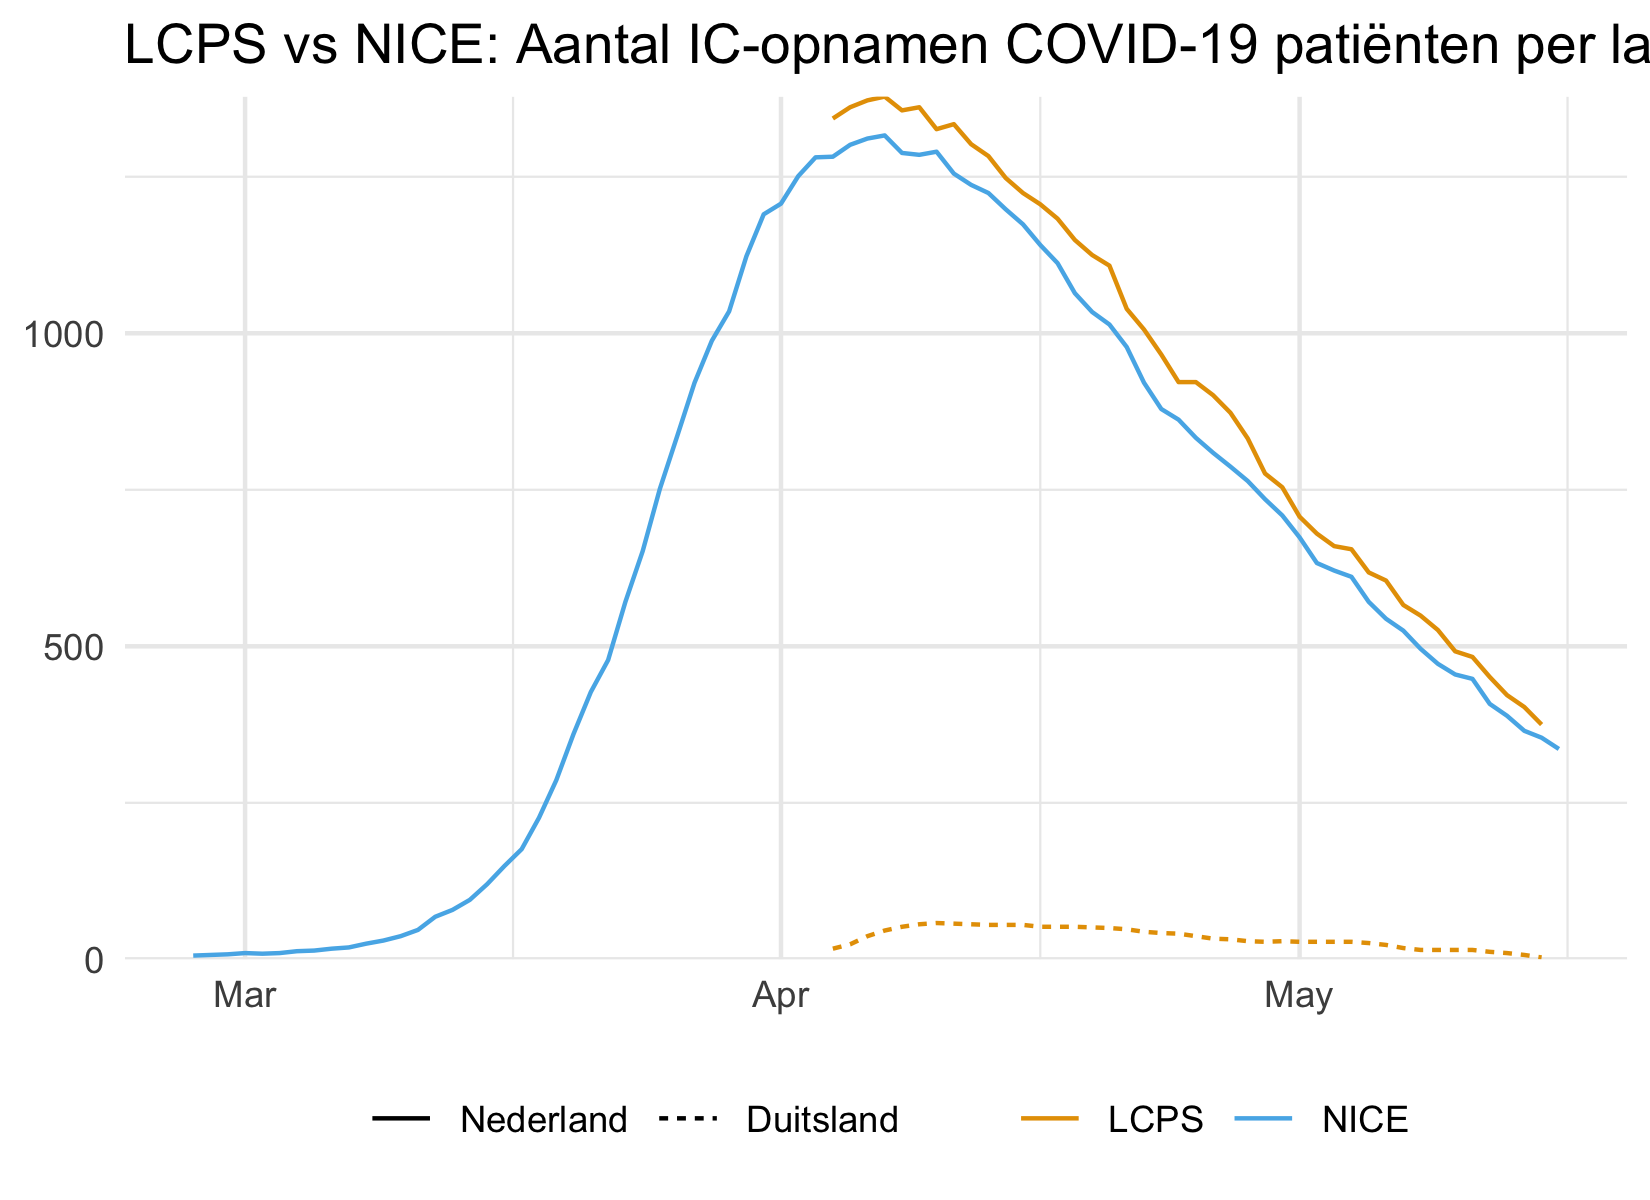 LCPS vs NICE: Aantal IC-opnamen COVID-19 patiënten per la
1000
500
0
Mar Apr May
Nederland Duitsland LCPS NICE